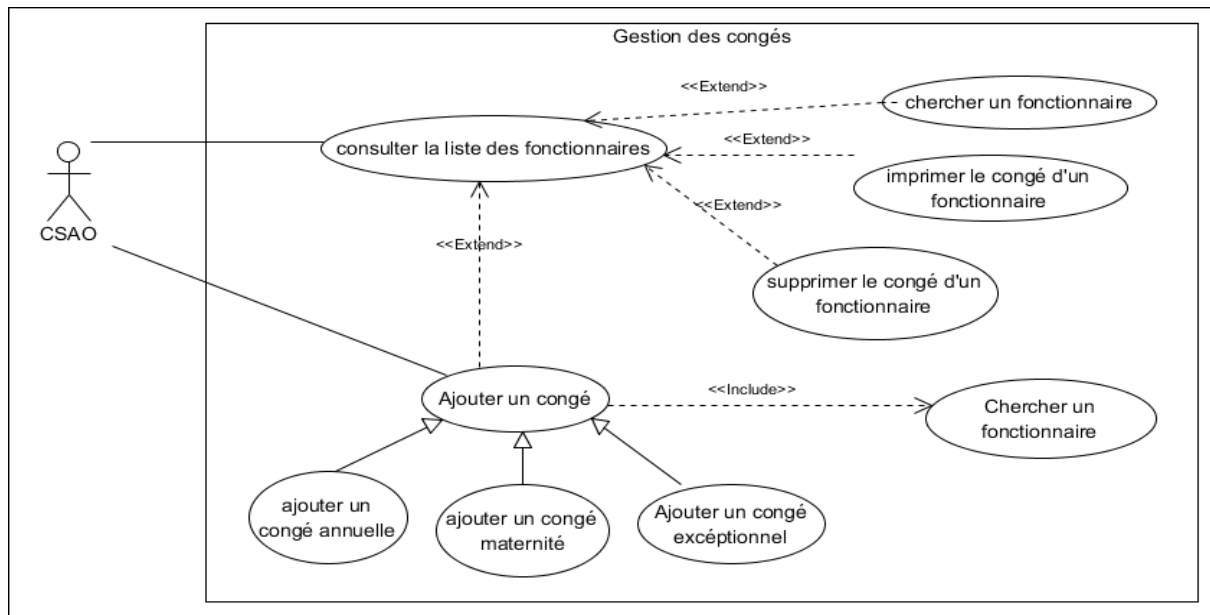 Gestion des congés
<<Extend>>
chercher un fonctionnaire
consulter la liste des fonctionnaires
<<Extend>>
imprimer le congé d'un
fonctionnaire
<<Extend>>
CSAO
<<Extend>>
supprimer le congé d'un
fonctionnaire
Ajouter un congé
<<Include>>
Chercher un
fonctionnaire
ajouter un
congé annuelle
ajouter un congé
maternité
Ajouter un congé
excéptionnel